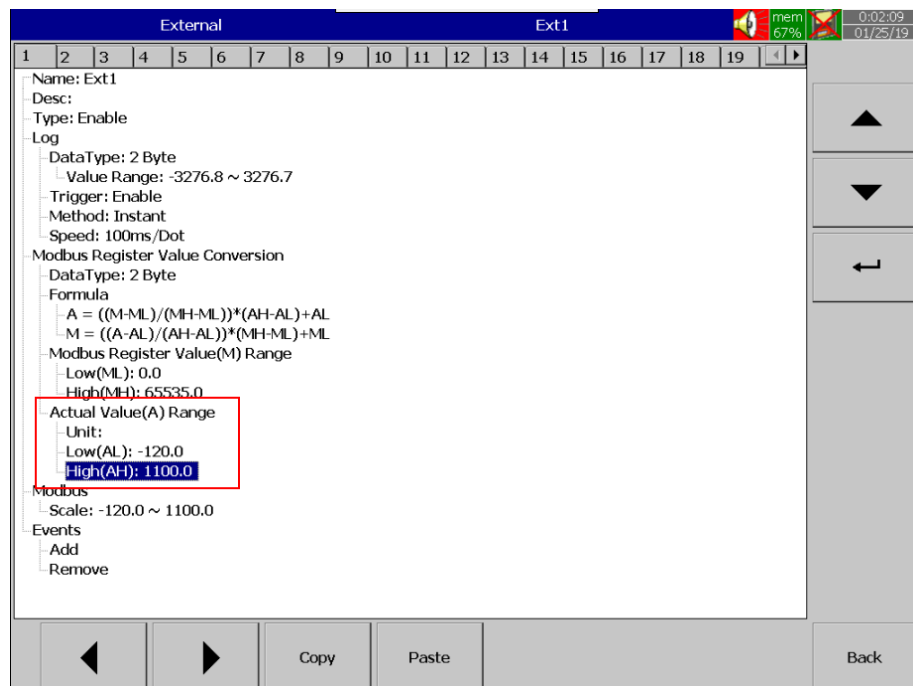 External Ext1 mem 67% 0:02:09 01/25/19
1 2 3 4 5 6 7 8 9 10 11 12 13 14 15 16 17 18 19
Name: Ext1
Desc:
Type: Enable
Log
DataType: 2 Byte
Value Range: -3276.8 ~ 3276.7
Trigger: Enable
Method: Instant
Speed: 100ms/Dot
Modbus Register Value Conversion
DataType: 2 Byte
Formula
A = ((M-ML)/(MH-ML))*(AH-AL)+AL
M = ((A-AL)/(AH-AL))*(MH-ML)+ML
Modbus Register Value(M) Range
Low(ML): 0.0
High(MH): 65535.0
Actual Value(A) Range
Unit:
Low(AL): -120.0
High(AH): 1100.0
Modbus
Scale: -120.0 ~ 1100.0
Events
Add
Remove
Copy Paste Back